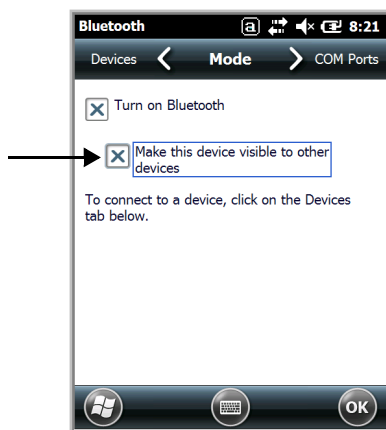 Bluetooth a 8:21
Devices Mode COM Ports
Turn on Bluetooth
Make this device visible to other
devices
To connect to a device, click on the Devices
tab below.
OK